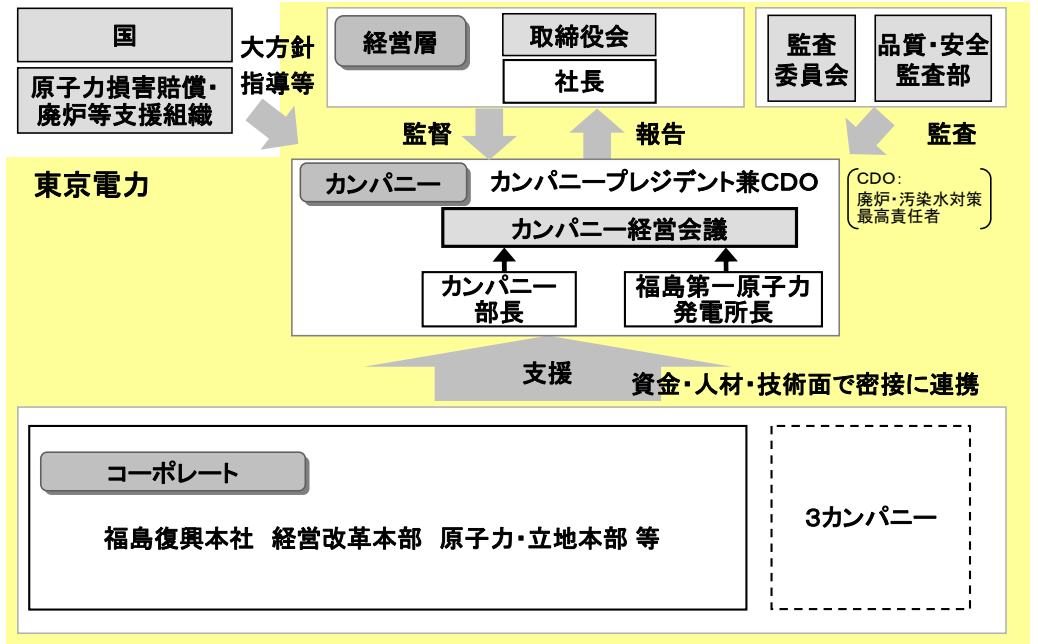 国
原子力損害賠償・
廃炉等支援組織
大方針
指導等
経営層
取締役会
社長
監査
委員会
品質・安全
監査部
監督
報告
監査
東京電力
カンパニー
カンパニープレジデント兼CDO
CDO：
廃炉・汚染水対策
最高責任者
カンパニー経営会議
カンパニー
部長
福島第一原子力
発電所長
支援
資金・人材・技術面で密接に連携
コーポレート
福島復興本社　経営改革本部　原子力・立地本部 等
３カンパニー